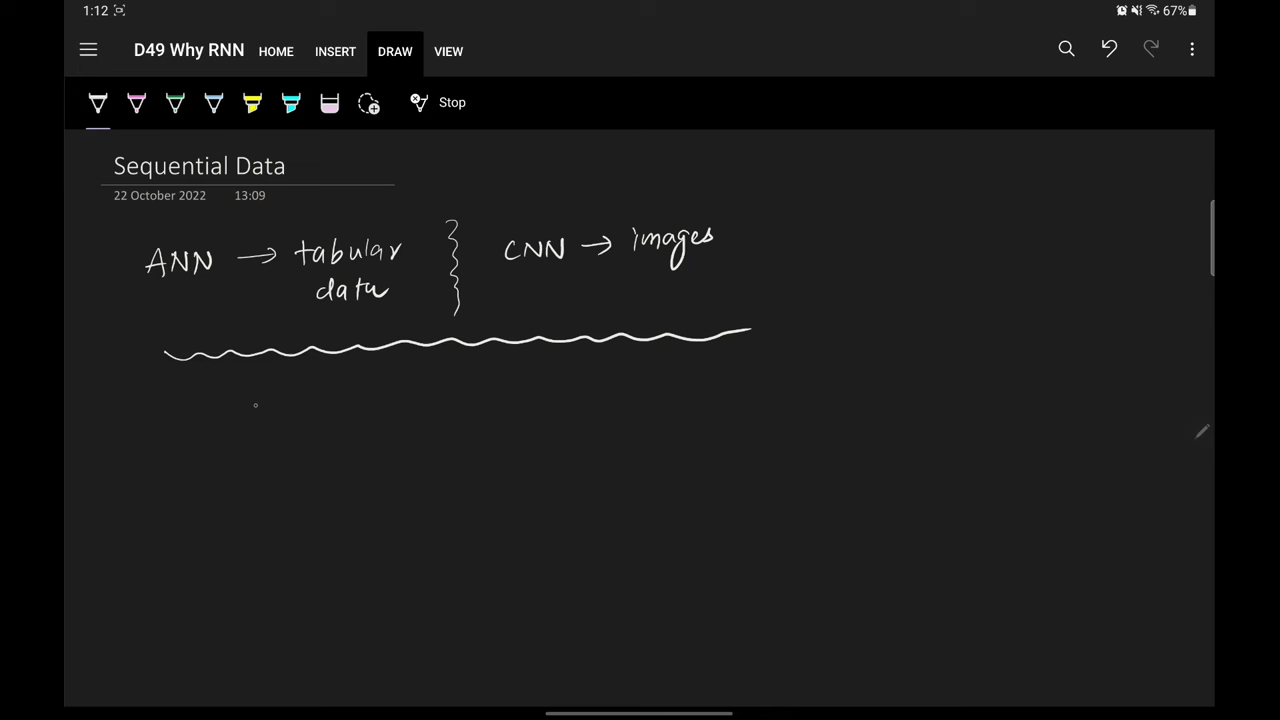 1:12 67%
D49 Why RNN HOME INSERT DRAW VIEW
Stop
Sequential Data
22 October 2022 13:09
ANN → tabular data
CNN → images